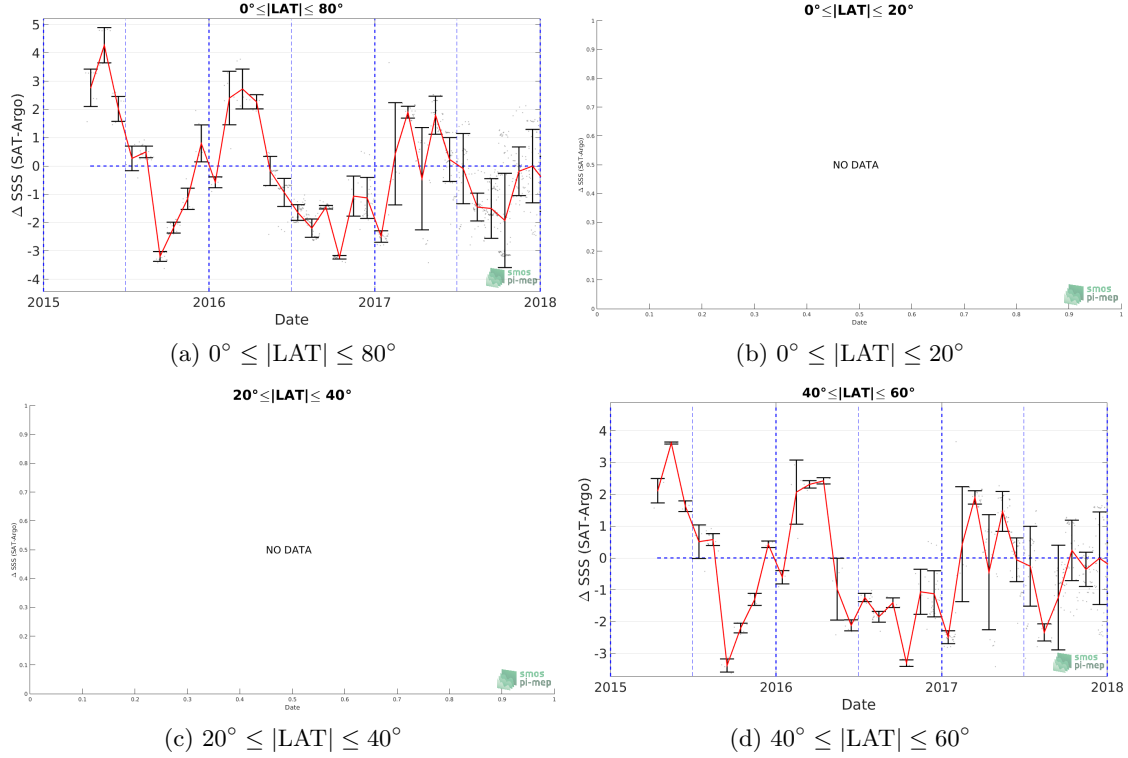 0°≤|LAT|≤ 80°
5
4
3
2
1
0
-1
-2
-3
-4
Δ SSS (SAT-Argo)
2015
2016
2017
2018
Date
smos
pi-mep
(a) 0° ≤ |LAT| ≤ 80°
0°≤|LAT|≤ 20°
1
0.9
0.8
0.7
0.6
0.5
0.4
0.3
0.2
0.1
0
Δ SSS (SAT-Argo)
NO DATA
0
0.1
0.2
0.3
0.4
0.5
0.6
0.7
0.8
0.9
1
Date
smos
pi-mep
(b) 0° ≤ |LAT| ≤ 20°
20°≤|LAT|≤ 40°
1
0.9
0.8
0.7
0.6
0.5
0.4
0.3
0.2
0.1
0
Δ SSS (SAT-Argo)
NO DATA
0
0.1
0.2
0.3
0.4
0.5
0.6
0.7
0.8
0.9
1
Date
smos
pi-mep
(c) 20° ≤ |LAT| ≤ 40°
40°≤|LAT|≤ 60°
4
3
2
1
0
-1
-2
-3
Δ SSS (SAT-Argo)
2015
2016
2017
2018
Date
smos
pi-mep
(d) 40° ≤ |LAT| ≤ 60°